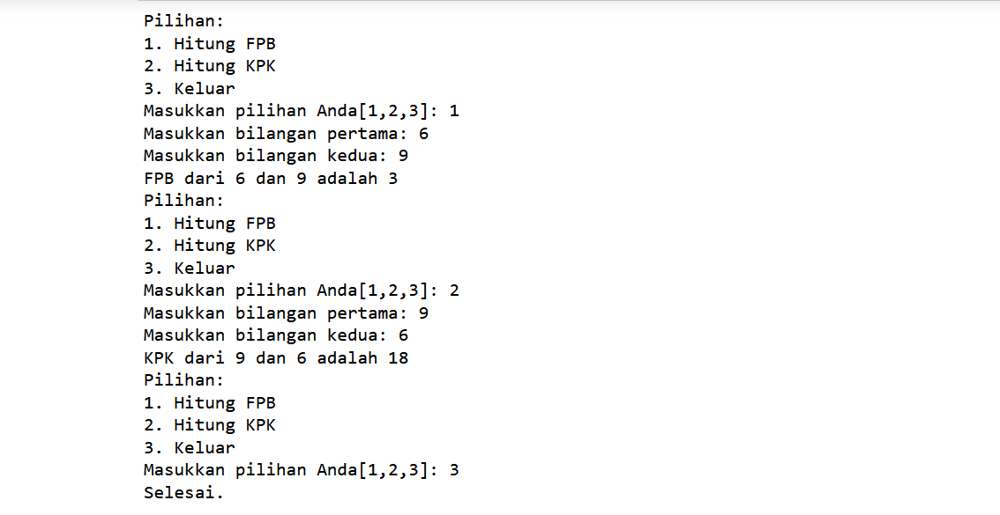 Pilihan:
1. Hitung FPB
2. Hitung KPK
3. Keluar
Masukkan pilihan Anda[1,2,3]: 1
Masukkan bilangan pertama: 6
Masukkan bilangan kedua: 9
FPB dari 6 dan 9 adalah 3
Pilihan:
1. Hitung FPB
2. Hitung KPK
3. Keluar
Masukkan pilihan Anda[1,2,3]: 2
Masukkan bilangan pertama: 9
Masukkan bilangan kedua: 6
KPK dari 9 dan 6 adalah 18
Pilihan:
1. Hitung FPB
2. Hitung KPK
3. Keluar
Masukkan pilihan Anda[1,2,3]: 3
Selesai.